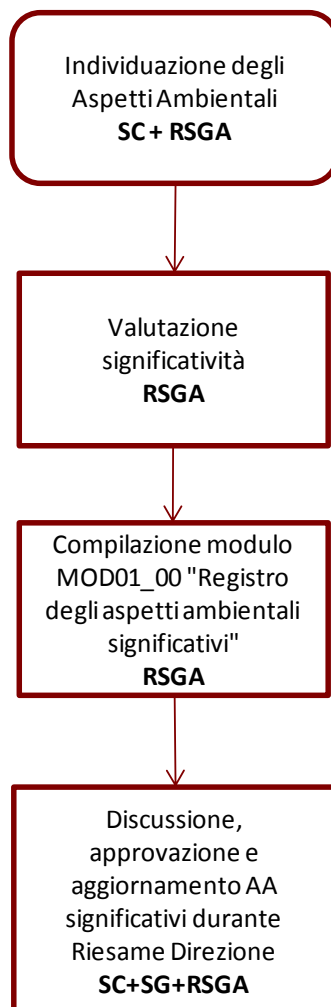 Individuazione degli
Aspetti Ambientali
SC + RSGA
Valutazione
significatività
RSGA
Compilazione modulo
MOD01_00 "Registro
degli aspetti ambientali
significativi"
RSGA
Discussione,
approvazione e
aggiornamento AA
significativi durante
Riesame Direzione
SC+SG+RSGA